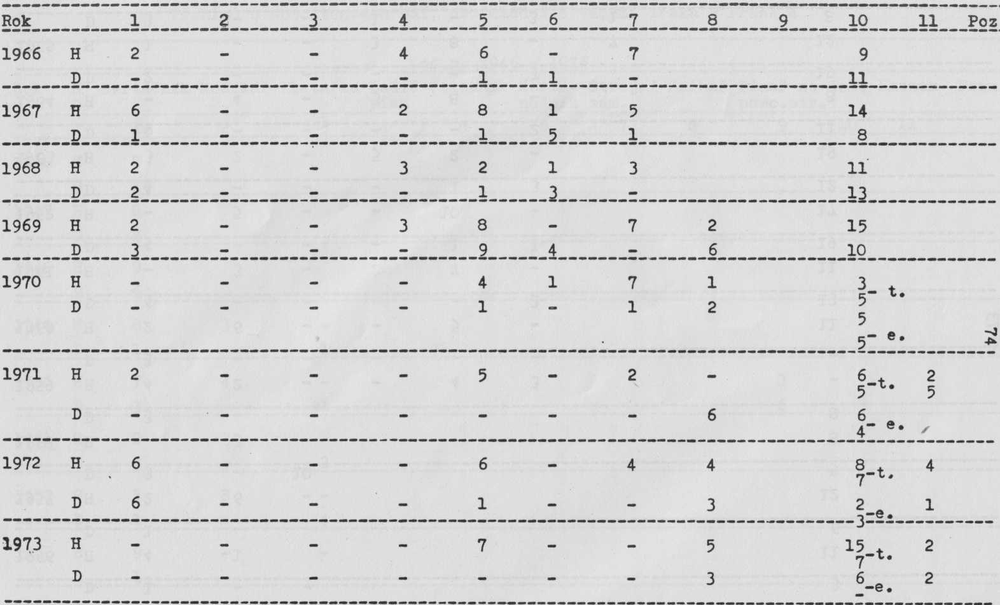 Rok 1 2 3 4 5 6 7 8 9 10 11 Poz
1966 H 2 - - 4 6 - 7 9
D - - - - 1 1 - 11
1967 H 6 - - 2 8 1 5 14
D 1 - - - 1 5 1 8
1968 H 2 - - 3 2 1 3 11
D 2 - - - 1 3 - 13
1969 H 2 - - 3 8 - 7 2 15
D 3 - - - 9 4 - 6 10
1970 H - - - - 4 1 7 1 3
5- t.
D - - - - 1 - 1 2
5
5- e.
74
1971 H 2 - - - 5 - 2 - 6 2
5-t. 5
D - - - - - - - 6 6
4- e.
1972 H 6 - - - 6 - 4 4 8 4
7-t.
D 6 - - - 1 - - 3 2 1
3-e.
1973 H - - - - 7 - - 5 15 2
7-t.
D - - - - - - - 3 6 2
- -e.